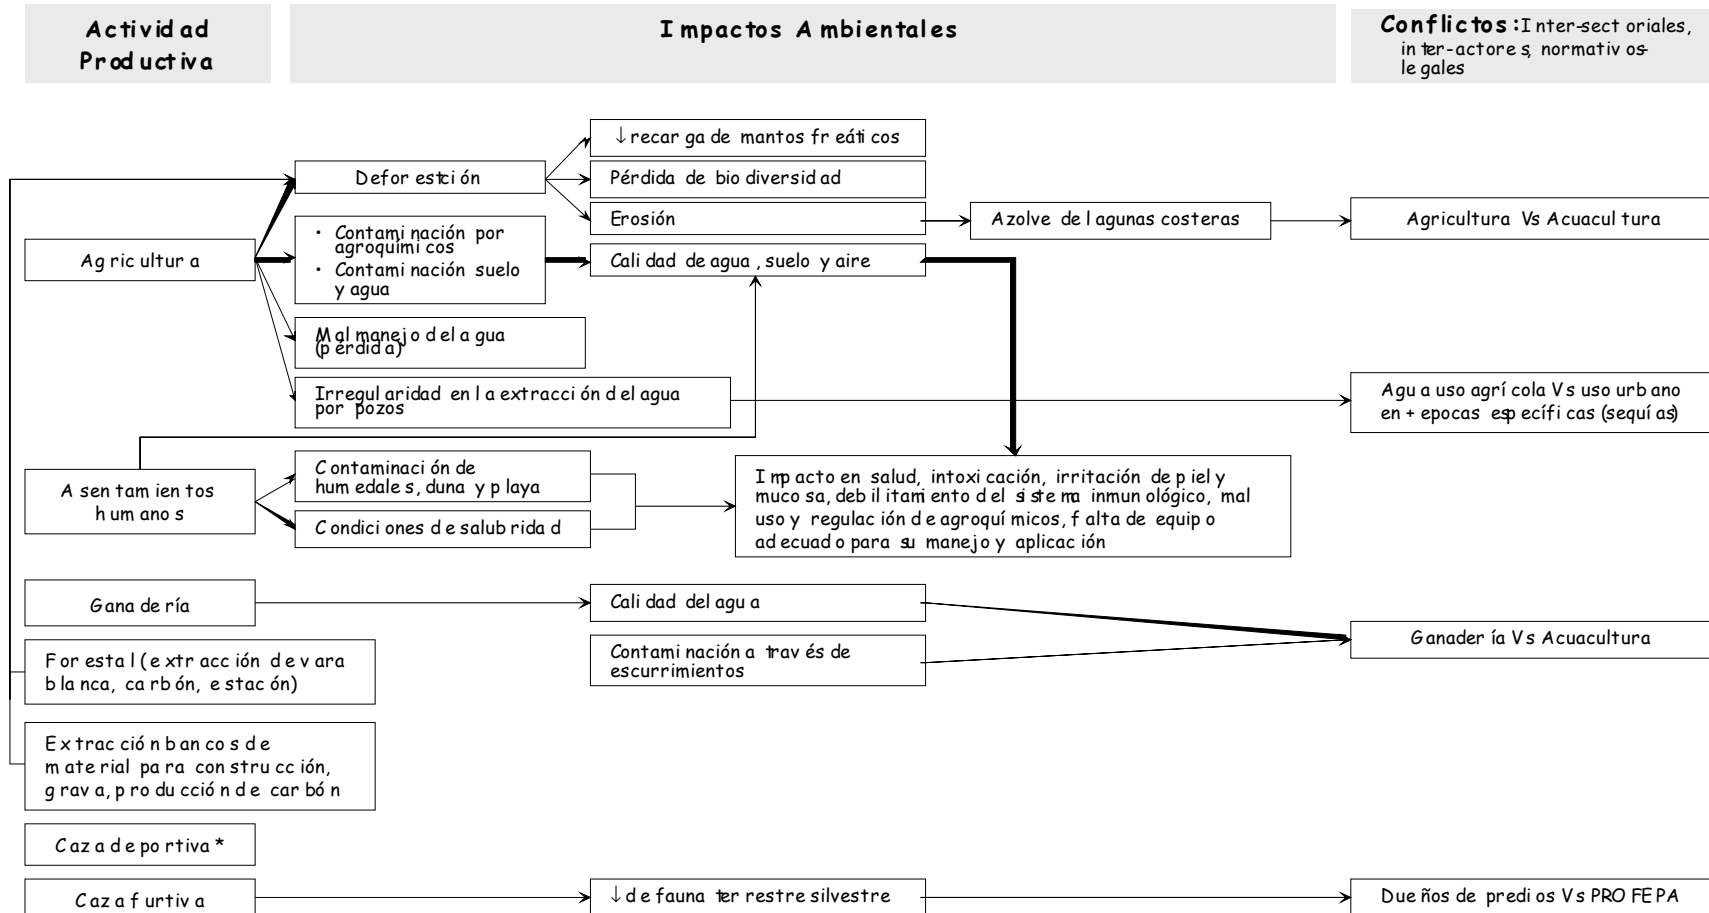 Actividad
Productiva
Impactos Ambientales
Conflictos: Inter-sectoriales,
inter-actores, normativos-
legales
↓ recarga de mantos freáticos
Deforestción
Pérdida de biodiversidad
Erosión
Azolve de lagunas costeras
Agricultura Vs Acuacultura
Agricultura
• Contaminación por
agroquímicos
• Contaminación suelo
y agua
Calidad de agua, suelo y aire
Mal manejo del agua
(pérdida)
Irregularidad en la extracción del agua
por pozos
Agua uso agrícola Vs uso urbano
en + epocas específicas (sequías)
Asentamientos
humanos
Contaminación de
humedales, duna y playa
Condiciones de salubridad
Impacto en salud, intoxicación, irritación de piel y
mucosa, debilitamiento del sistema inmunológico, mal
uso y regulación de agroquímicos, falta de equipo
adecuado para su manejo y aplicación
Ganadería
Calidad del agua
Contaminación a través de
escurrimientos
Ganadería Vs Acuacultura
Forestal (extracción de vara
blanca, carbón, estacón)
Extracción bancos de
material para construcción,
grava, producción de carbón
Caza deportiva *
Caza furtiva
↓ de fauna terrestre silvestre
Dueños de predios Vs PROFEPA